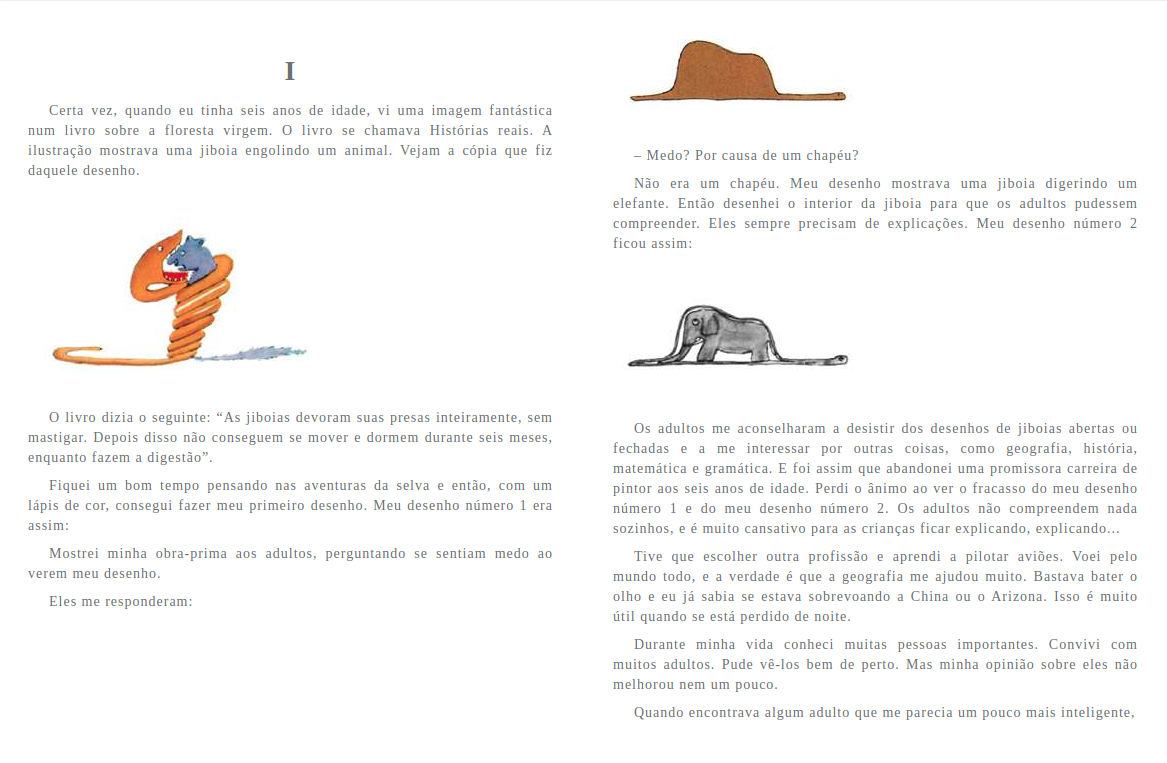 I
Certa vez, quando eu tinha seis anos de idade, vi uma imagem fantástica
num livro sobre a floresta virgem. O livro se chamava Histórias reais. A
ilustração mostrava uma jiboia engolindo um animal. Vejam a cópia que fiz
daquele desenho.
O livro dizia o seguinte: “As jiboias devoram suas presas inteiramente, sem
mastigar. Depois disso não conseguem se mover e dormem durante seis meses,
enquanto fazem a digestão”.
Fiquei um bom tempo pensando nas aventuras da selva e então, com um
lápis de cor, consegui fazer meu primeiro desenho. Meu desenho número 1 era
assim:
Mostrei minha obra-prima aos adultos, perguntando se sentiam medo ao
verem meu desenho.
Eles me responderam:
– Medo? Por causa de um chapéu?
Não era um chapéu. Meu desenho mostrava uma jiboia digerindo um
elefante. Então desenhei o interior da jiboia para que os adultos pudessem
compreender. Eles sempre precisam de explicações. Meu desenho número 2
ficou assim:
Os adultos me aconselharam a desistir dos desenhos de jiboias abertas ou
fechadas e a me interessar por outras coisas, como geografia, história,
matemática e gramática. E foi assim que abandonei uma promissora carreira de
pintor aos seis anos de idade. Perdi o ânimo ao ver o fracasso do meu desenho
número 1 e do meu desenho número 2. Os adultos não compreendem nada
sozinhos, e é muito cansativo para as crianças ficar explicando, explicando...
Tive que escolher outra profissão e aprendi a pilotar aviões. Voei pelo
mundo todo, e a verdade é que a geografia me ajudou muito. Bastava bater o
olho e eu já sabia se estava sobrevoando a China ou o Arizona. Isso é muito
útil quando se está perdido de noite.
Durante minha vida conheci muitas pessoas importantes. Convivi com
muitos adultos. Pude vê-los bem de perto. Mas minha opinião sobre eles não
melhorou nem um pouco.
Quando encontrava algum adulto que me parecia um pouco mais inteligente,